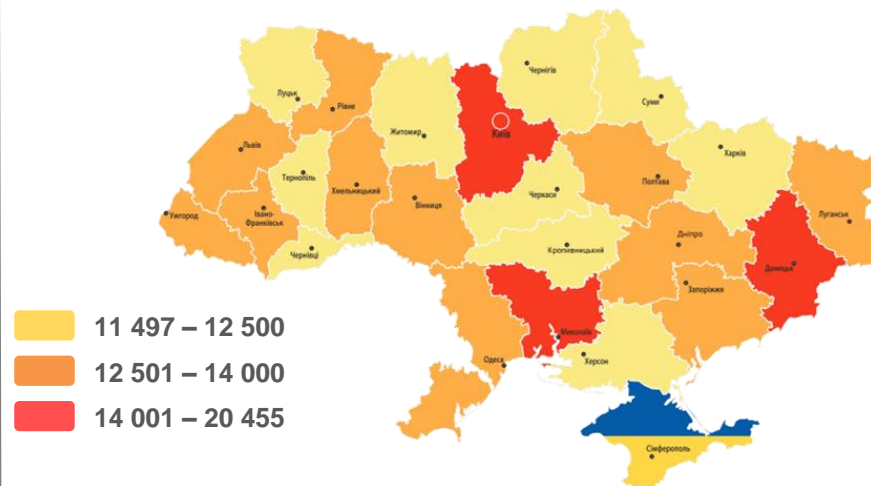 Чернігів
Луцьк
Рівне
Суми
Київ
Житомир
Львів
Харків
Тернопіль
Хмельницький
Полтава
Черкаси
Вінниця
Ужгород
Івано-
Франківськ
Луганськ
Дніпро
Чернівці
Кропивницький
Донецьк
Запоріжжя
11 497 – 12 500
Миколаїв
Одеса
Херсон
12 501 – 14 000
14 001 – 20 455
Сімферополь